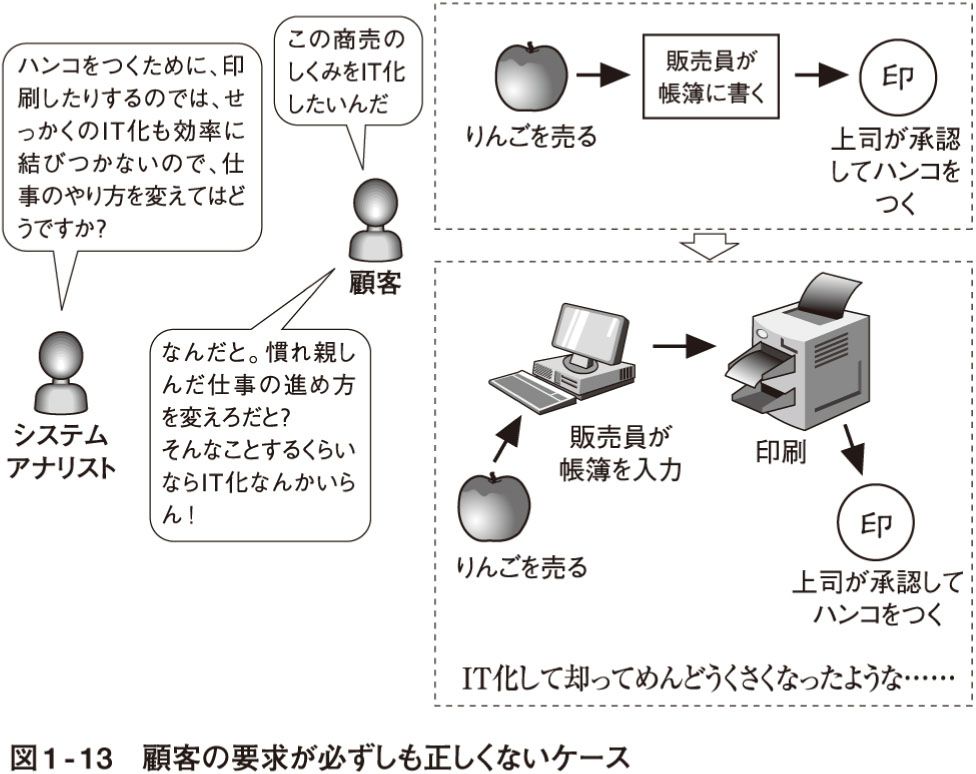 この商売の
しくみをIT化
したいんだ
顧客
ハンコをつくために、印
刷したりするのでは、せ
っかくのIT化も効率に
結びつかないので、仕
事のやり方を変えてはど
うですか?
システム
アナリスト
なんだと。慣れ親し
んだ仕事の進め方
を変えろだと?
そんなことするくらい
ならIT化なんかいら
ん!
りんごを売る
販売員が
帳簿に書く
印
上司が承認
してハンコを
つく
りんごを売る
販売員が
帳簿を入力
印刷
印
上司が承認して
ハンコをつく
IT化して却ってめんどうくさくなったような……
図1-13 顧客の要求が必ずしも正しくないケース